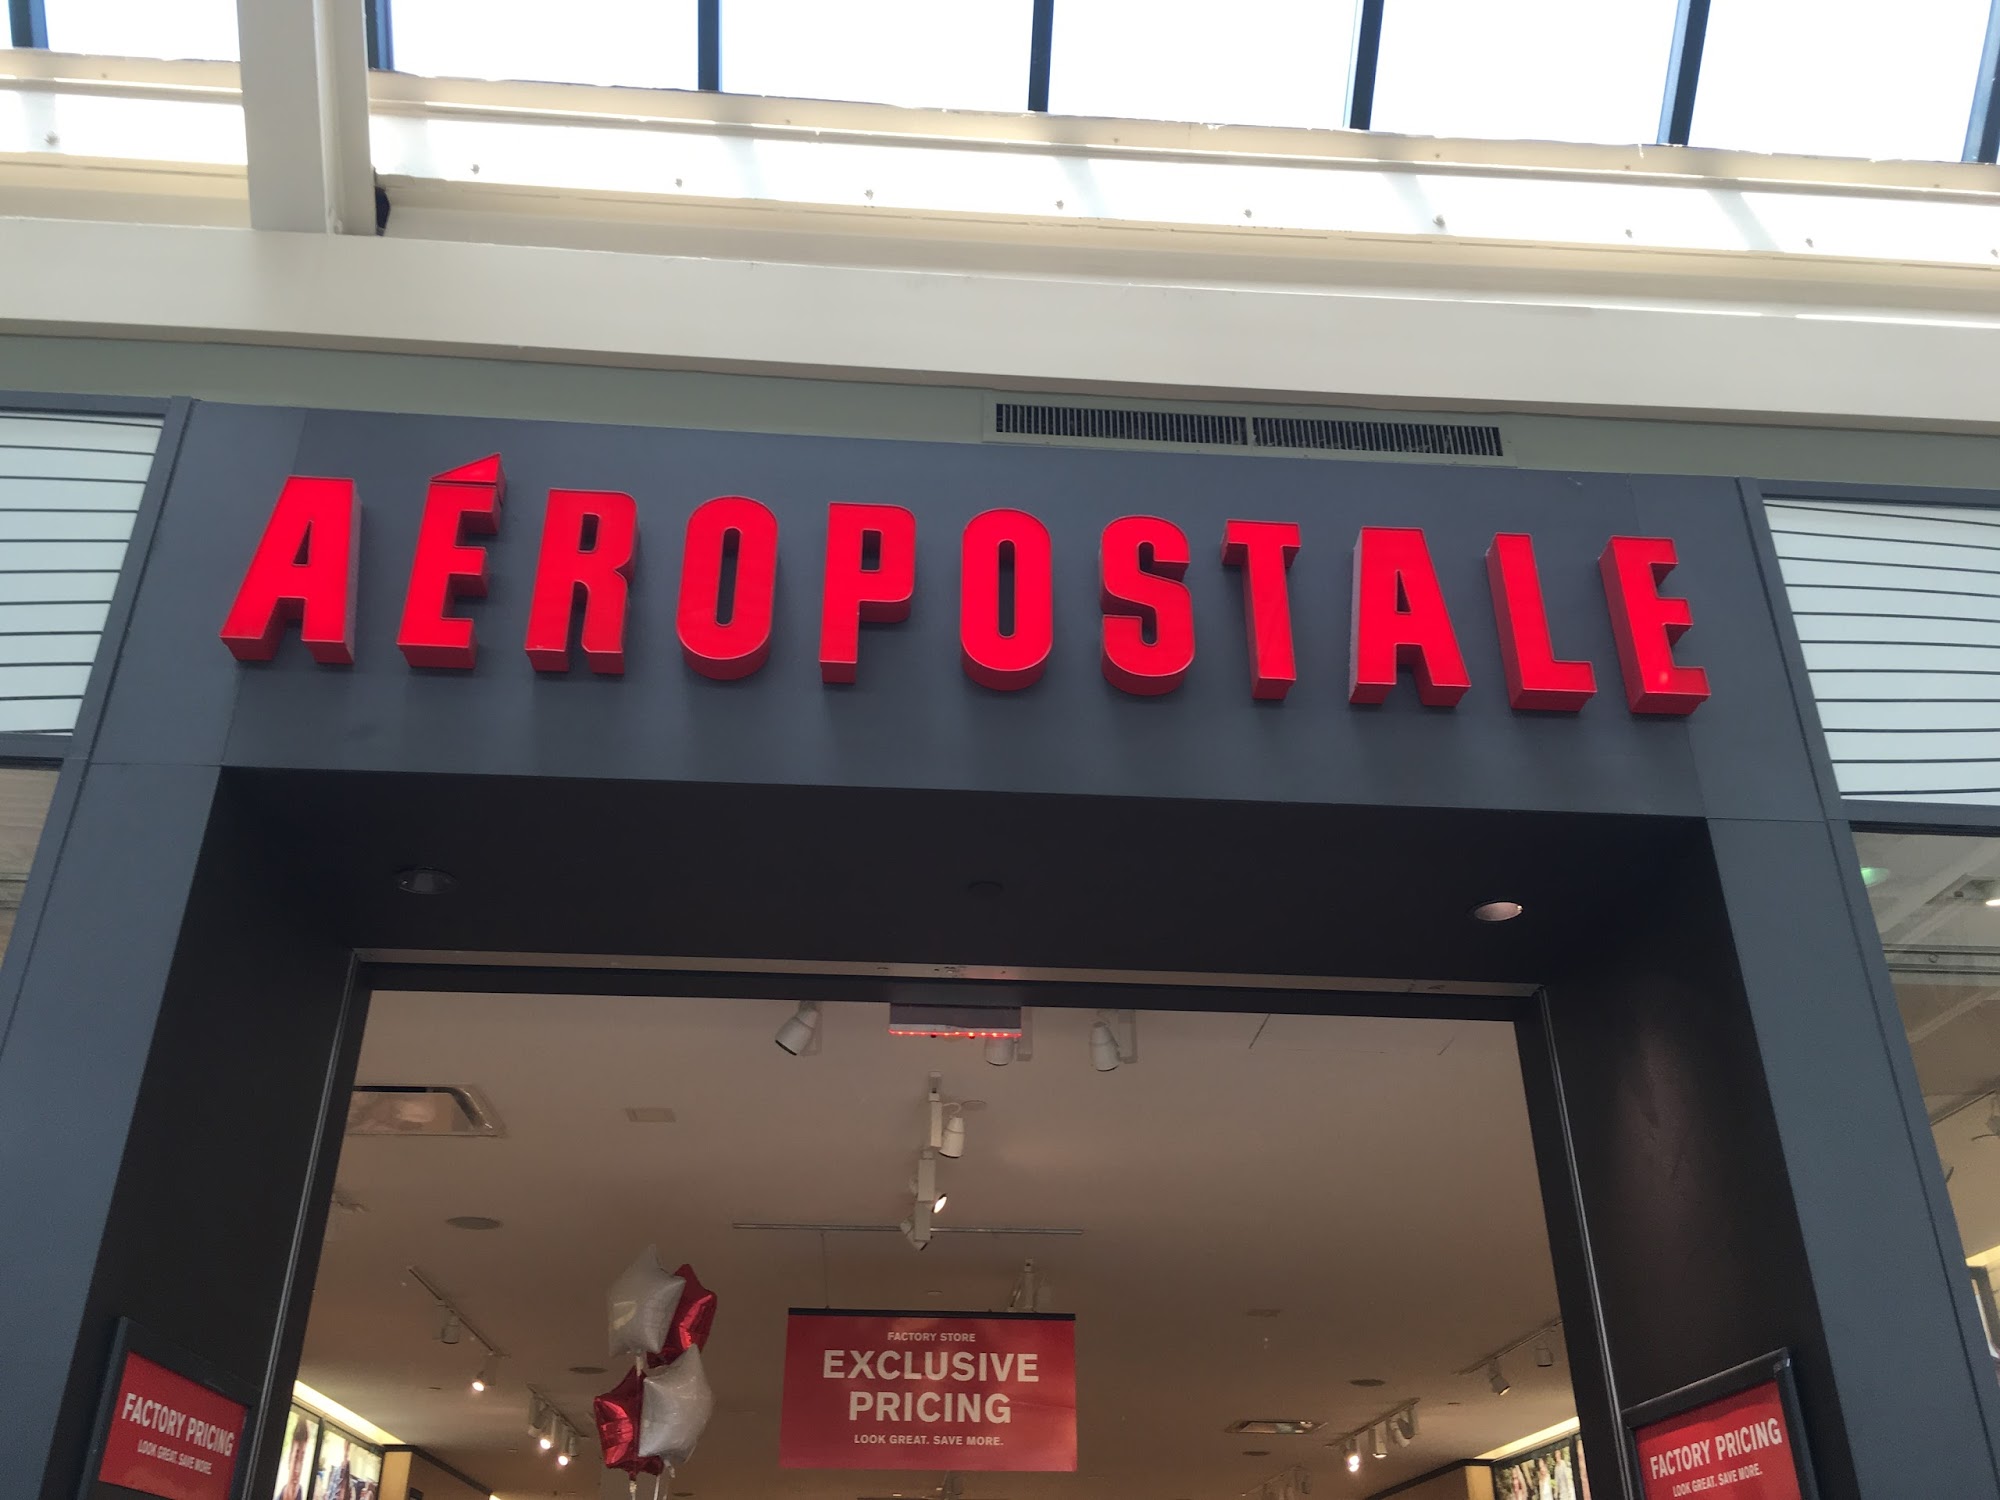 AÉROPOSTALE
FACTORY STORE
EXCLUSIVE
PRICING
LOOK GREAT. SAVE MORE.
FACTORY PRICING
LOOK GREAT. SAVE MORE.
FACTORY PRICING
LOOK GREAT. SAVE MORE.